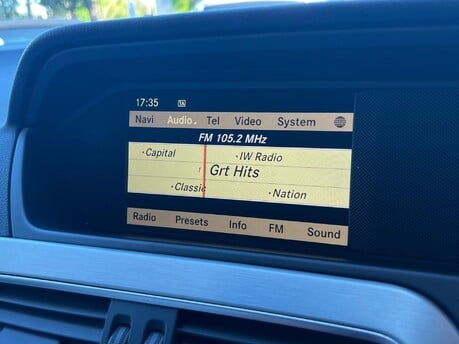 17:35
Navi Audio Tel Video System
FM 105.2 MHz
Capital IW Radio
Grt Hits
Classic Nation
Radio Presets Info FM Sound